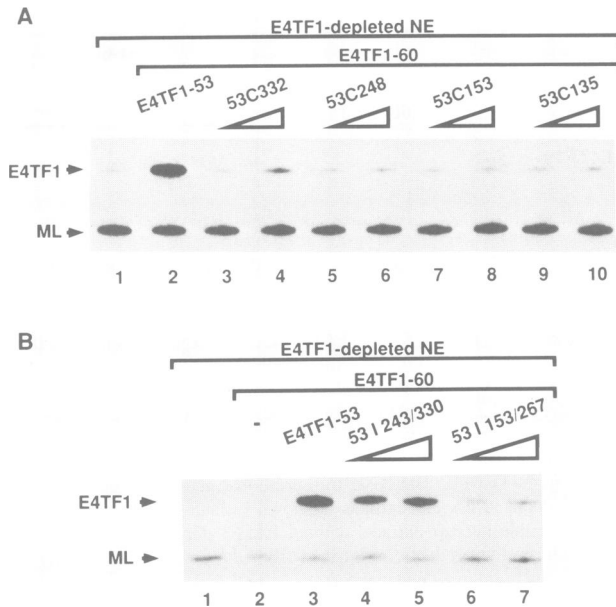 A
E4TF1-depleted NE
E4TF1-60
E4TF1-53 53C332 53C248 53C153 53C135
E4TF1
ML
1 2 3 4 5 6 7 8 9 10
B
E4TF1-depleted NE
E4TF1-60
- E4TF1-53 53 I 243/330 53 I 153/267
E4TF1
ML
1 2 3 4 5 6 7